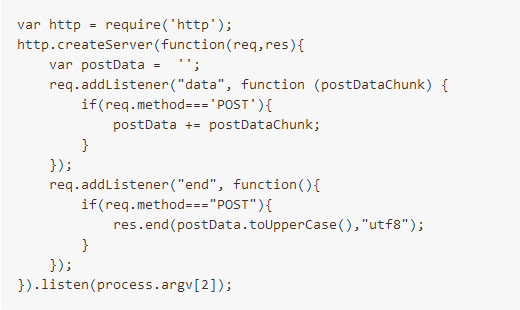 var http = require('http');
http.createServer(function(req,res){
    var postData =  '';
    req.addListener("data", function (postDataChunk) {
        if(req.method==='POST'){
            postData += postDataChunk;
        }
    });
    req.addListener("end", function(){
        if(req.method==="POST"){
            res.end(postData.toUpperCase(),"utf8");
        }
    });
}).listen(process.argv[2]);